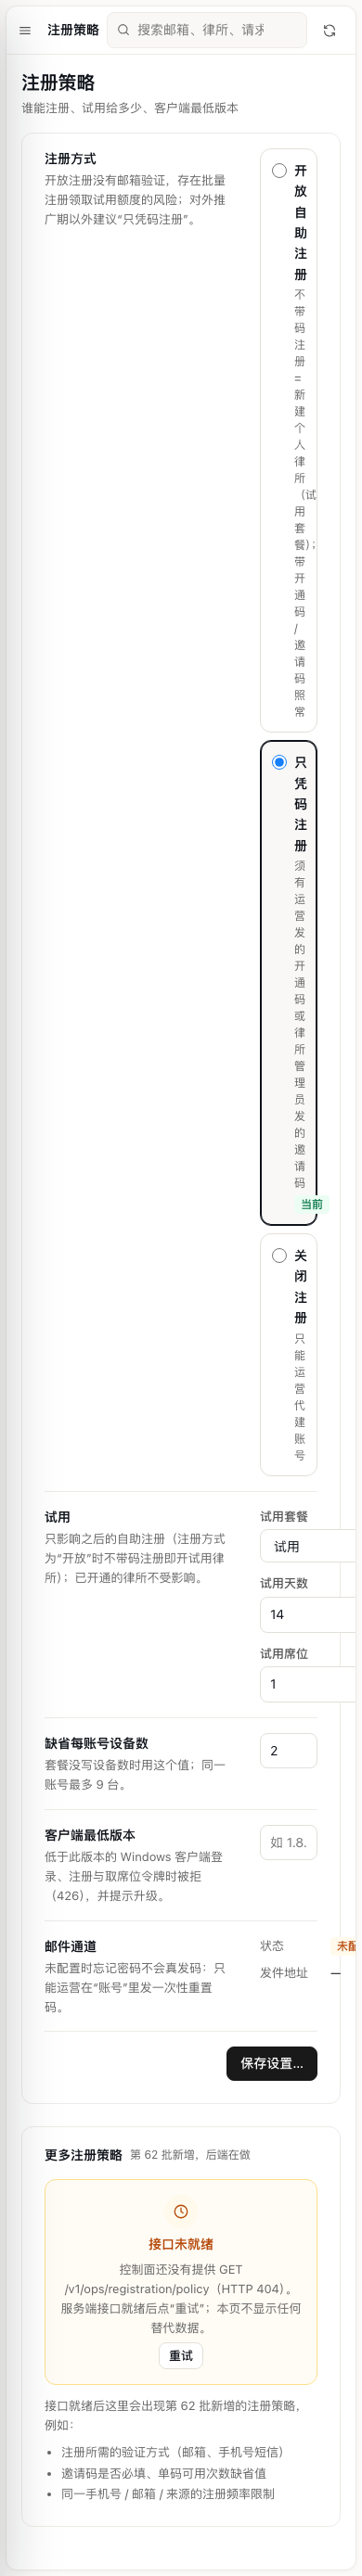 注册策略
搜索邮箱、律所、请求
注册策略
谁能注册、试用给多少、客户端最低版本
注册方式
开放注册没有邮箱验证，存在批量
注册领取试用额度的风险；对外推
广期以外建议“只凭码注册”。
开
放
自
助
注
册
不
带
码
注
册
=
新
建
个
人
律
所
（试
用
套
餐）；
带
开
通
码
/
邀
请
码
照
常
只
凭
码
注
册
须
有
运
营
发
的
开
通
码
或
律
所
管
理
员
发
的
邀
请
码
当前
关
闭
注
册
只
能
运
营
代
建
账
号
试用
只影响之后的自助注册（注册方式
为“开放”时不带码注册即开试用律
所）；已开通的律所不受影响。
试用套餐
试用
试用天数
14
试用席位
1
缺省每账号设备数
套餐没写设备数时用这个值；同一
账号最多 9 台。
2
客户端最低版本
低于此版本的 Windows 客户端登
录、注册与取席位令牌时被拒
（426），并提示升级。
如 1.8.
邮件通道
未配置时忘记密码不会真发码：只
能运营在“账号”里发一次性重置
码。
状态
未配
发件地址
—
保存设置…
更多注册策略 第 62 批新增，后端在做
接口未就绪
控制面还没有提供 GET
/v1/ops/registration/policy（HTTP 404）。
服务端接口就绪后点“重试”；本页不显示任何
替代数据。
重试
接口就绪后这里会出现第 62 批新增的注册策略，
例如：
• 注册所需的验证方式（邮箱、手机号短信）
• 邀请码是否必填、单码可用次数缺省值
• 同一手机号 / 邮箱 / 来源的注册频率限制